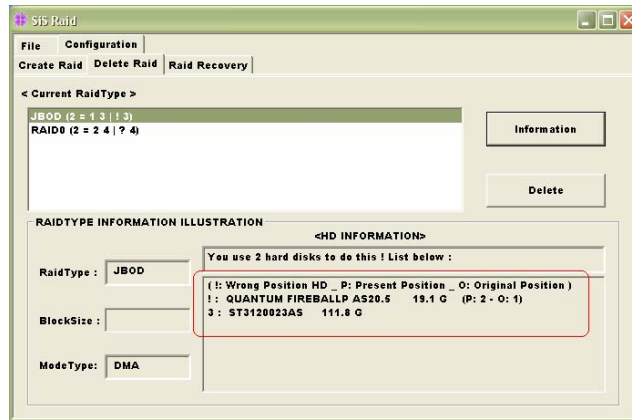 SiS Raid
File Configuration
Create Raid Delete Raid Raid Recovery
< Current RaidType >
JBOD (2 = 1 3 | ! 3)
RAID0 (2 = 2 4 | ? 4)
Information
Delete
RAIDTYPE INFORMATION ILLUSTRATION
<HD INFORMATION>
You use 2 hard disks to do this ! List below :
RaidType : JBOD
( !: Wrong Position HD _ P: Present Position _ O: Original Position )
! : QUANTUM FIREBALLP AS20.5 19.1 G (P: 2 - O: 1)
3 : ST3120023AS 111.8 G
BlockSize :
ModeType: DMA